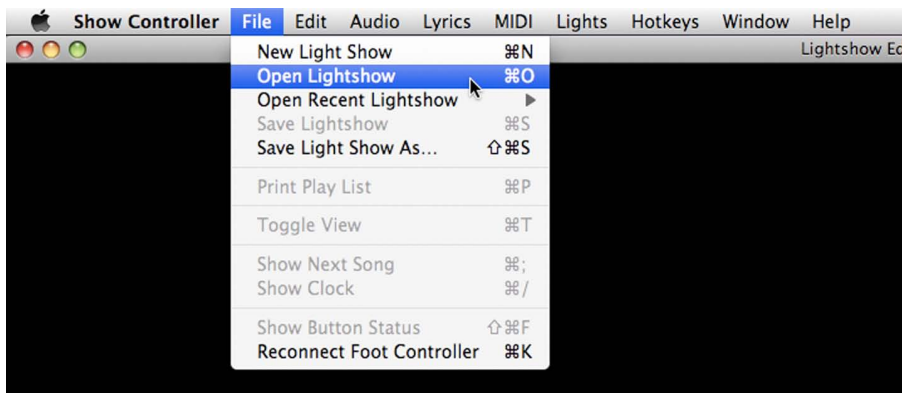 Show Controller File Edit Audio Lyrics MIDI Lights Hotkeys Window Help
Lightshow Ed
New Light Show ⌘N
Open Lightshow ⌘O
Open Recent Lightshow ▶
Save Lightshow ⌘S
Save Light Show As... ⇧⌘S
Print Play List ⌘P
Toggle View ⌘T
Show Next Song ⌘;
Show Clock ⌘/
Show Button Status ⇧⌘F
Reconnect Foot Controller ⌘K